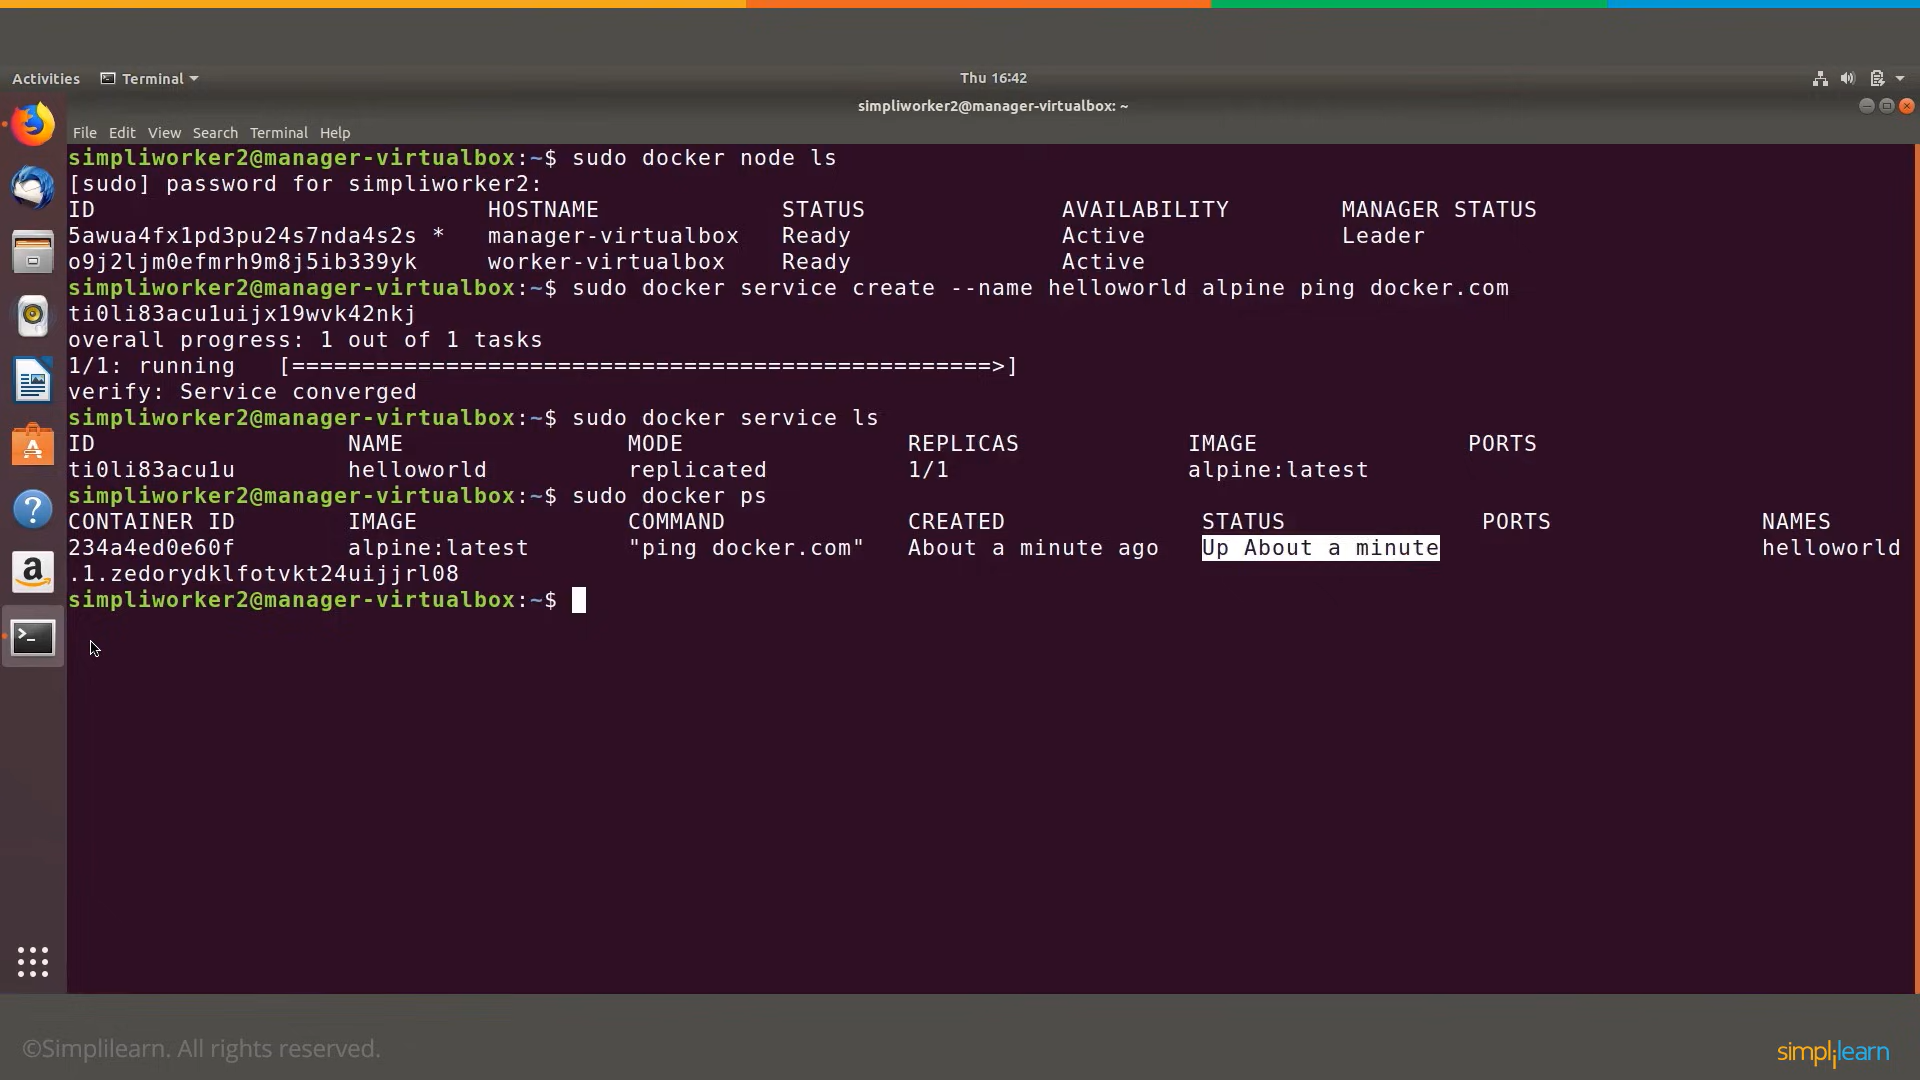 Activities Terminal Thu 16:42
simpliworker2@manager-virtualbox: ~
File Edit View Search Terminal Help
simpliworker2@manager-virtualbox:~$ sudo docker node ls
[sudo] password for simpliworker2:
ID HOSTNAME STATUS AVAILABILITY MANAGER STATUS
5awua4fx1pd3pu24s7nda4s2s * manager-virtualbox Ready Active Leader
o9j2ljm0efmrh9m8j5ib339yk worker-virtualbox Ready Active
simpliworker2@manager-virtualbox:~$ sudo docker service create --name helloworld alpine ping docker.com
ti0li83acu1uijx19wvk42nkj
overall progress: 1 out of 1 tasks
1/1: running [==================================================>]
verify: Service converged
simpliworker2@manager-virtualbox:~$ sudo docker service ls
ID NAME MODE REPLICAS IMAGE PORTS
ti0li83acu1u helloworld replicated 1/1 alpine:latest
simpliworker2@manager-virtualbox:~$ sudo docker ps
CONTAINER ID IMAGE COMMAND CREATED STATUS PORTS NAMES
234a4ed0e60f alpine:latest "ping docker.com" About a minute ago Up About a minute helloworld
.1.zedorydklfotvkt24uijjrl08
simpliworker2@manager-virtualbox:~$
©Simplilearn. All rights reserved.
simplilearn